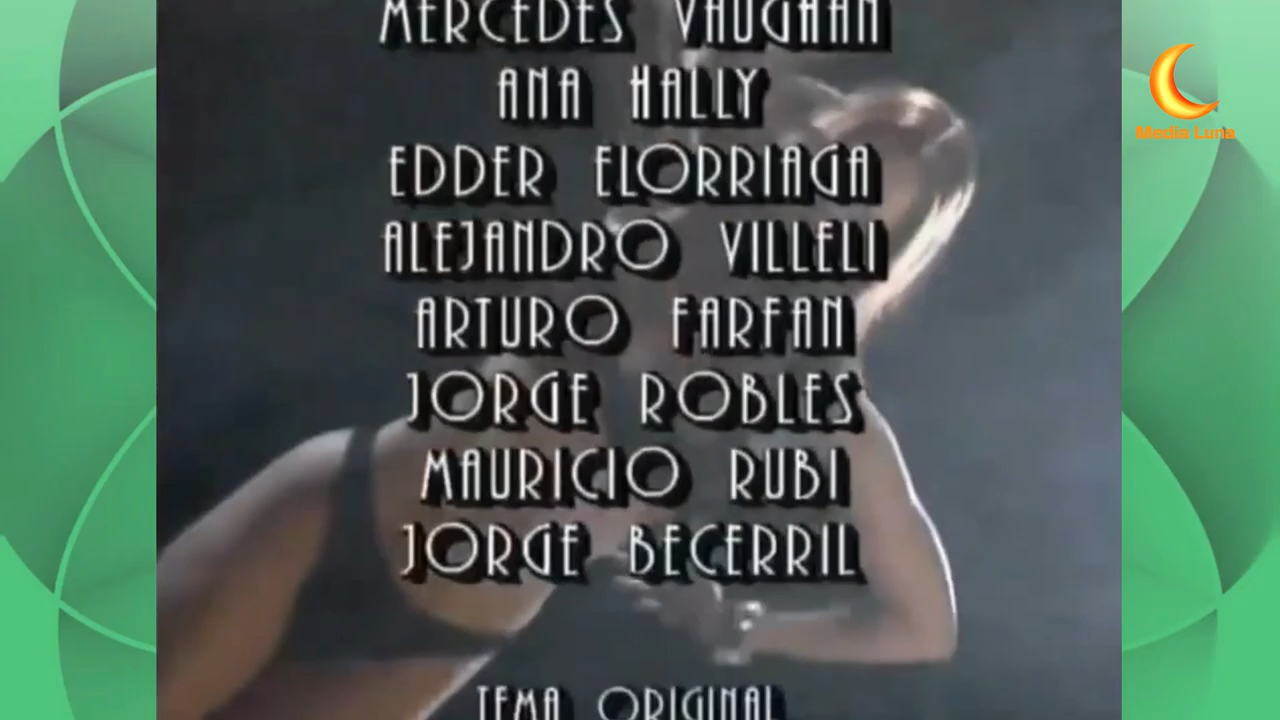 MERCEDES VAUGHAN
ANA HALLY
EDDER ELORRIAGA
ALEJANDRO VILLELI
ARTURO FARFAN
JORGE ROBLES
MAURICIO RUBI
JORGE BECERRIL
TEMA ORIGINAL
Media Luna